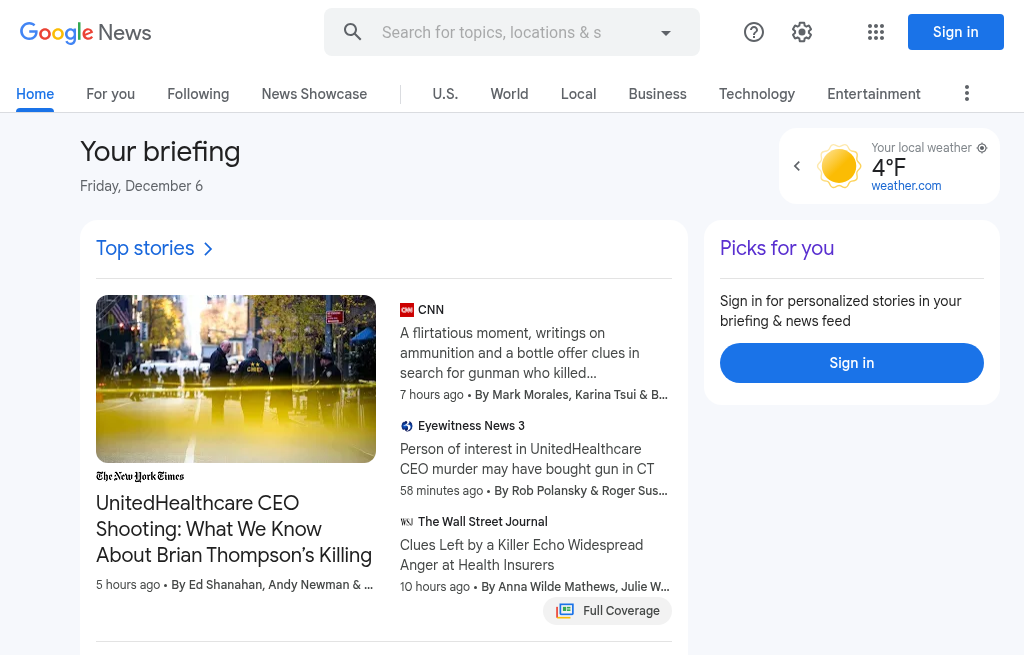 Google News
Search for topics, locations & s
Sign in
Home
For you
Following
News Showcase
U.S.
World
Local
Business
Technology
Entertainment
Your briefing
Friday, December 6
Your local weather
4°F
weather.com
Top stories
Picks for you
Sign in for personalized stories in your
briefing & news feed
Sign in
CHIEF
The New York Times
UnitedHealthcare CEO
Shooting: What We Know
About Brian Thompson's Killing
5 hours ago • By Ed Shanahan, Andy Newman & ...
CNN
CNN
A flirtatious moment, writings on
ammunition and a bottle offer clues in
search for gunman who killed...
7 hours ago • By Mark Morales, Karina Tsui & B...
Eyewitness News 3
Person of interest in UnitedHealthcare
CEO murder may have bought gun in CT
58 minutes ago • By Rob Polansky & Roger Sus...
WSJ
The Wall Street Journal
Clues Left by a Killer Echo Widespread
Anger at Health Insurers
10 hours ago • By Anna Wilde Mathews, Julie W...
Full Coverage